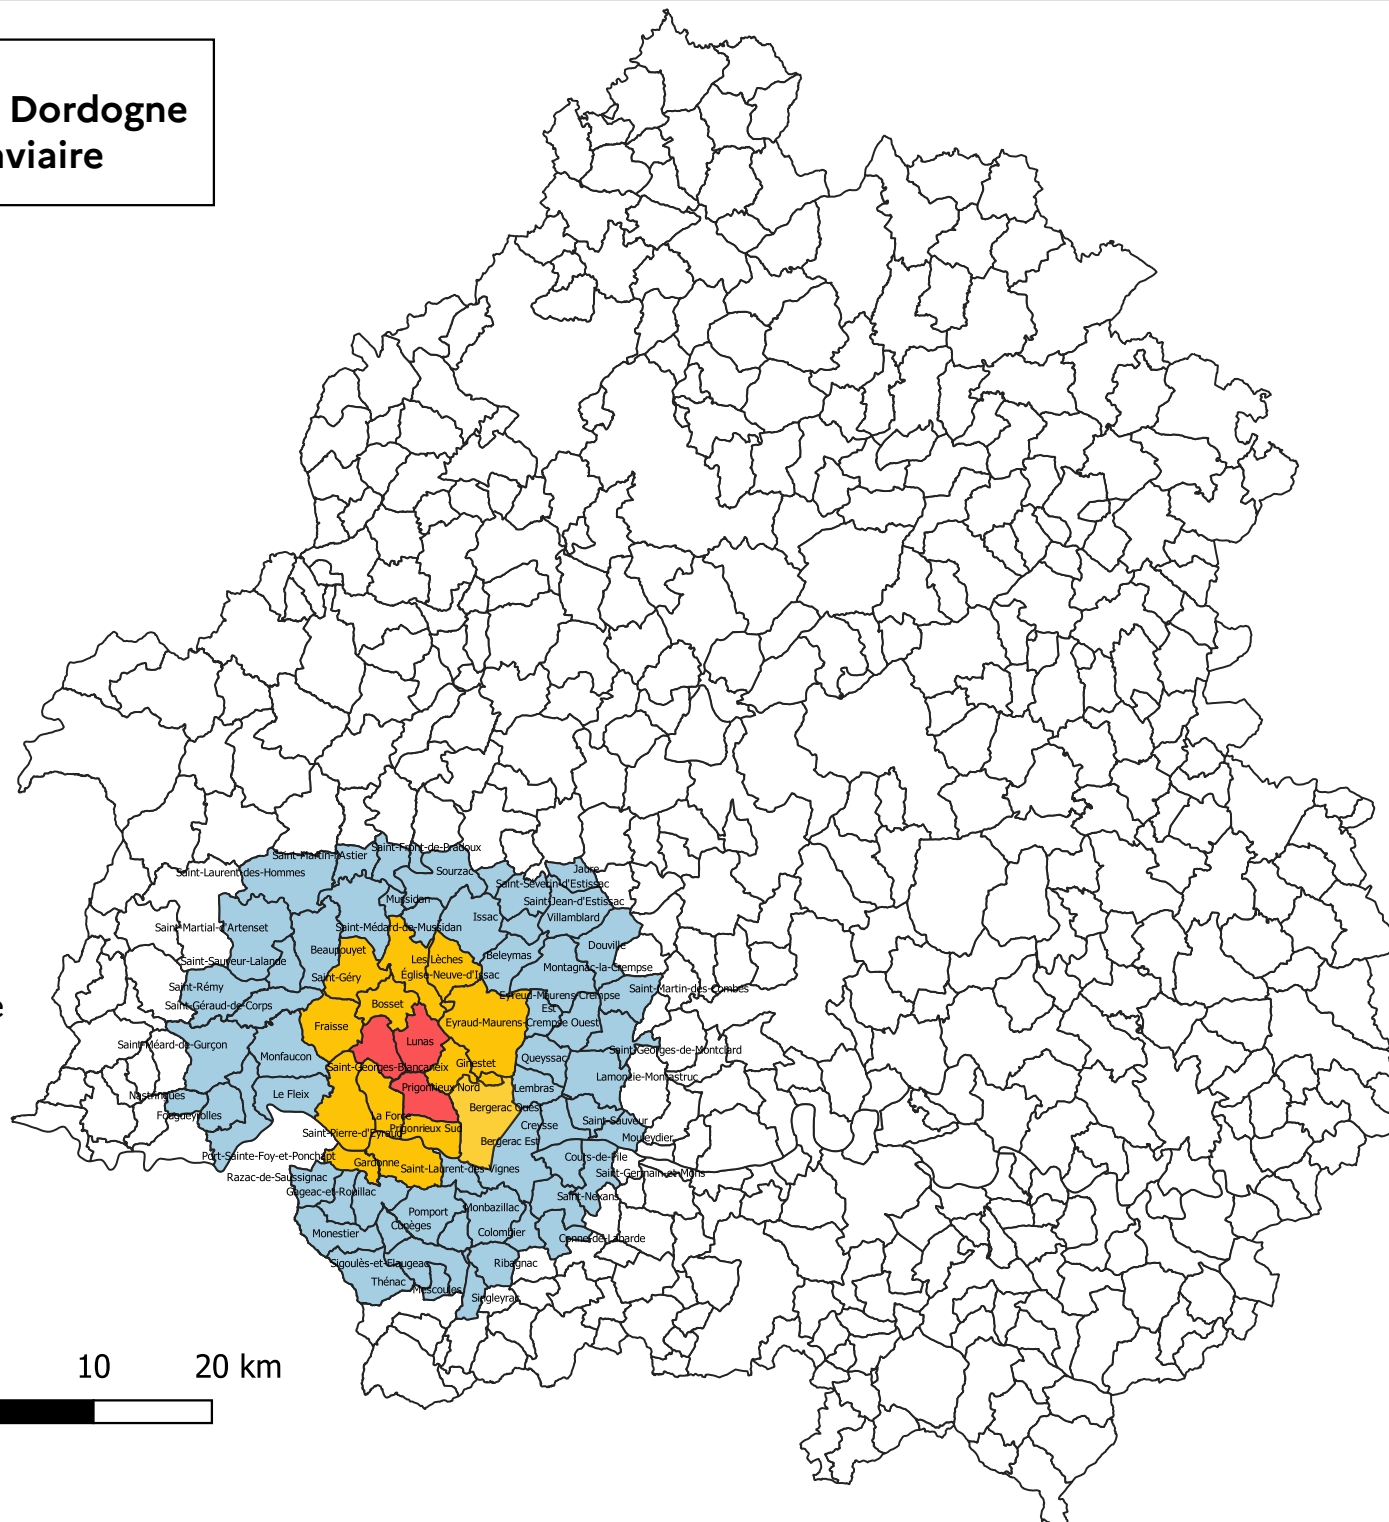 Dordogne
aviaire
Saint-Front-de-Pradoux
Saint-Martin-l'Astier
Saint-Laurent-des-Hommes
Sourzac
Jaure
Saint-Séverin-d'Estissac
Mussidan
Saint-Jean-d'Estissac
Issac
Villamblard
Saint-Martial-d'Artenset
Saint-Médard-de-Mussidan
Beaupouyet
Douville
Les Lèches
Beleymas
Saint-Sauveur-Lalande
Montagnac-la-Crempse
Saint-Géry
Église-Neuve-d'Issac
Saint-Rémy
Saint-Martin-des-Combes
Eyraud-Maurens-Crempse
Est
Saint-Géraud-de-Corps
Bosset
Fraisse
Eyraud-Maurens-Crempse Ouest
Saint-Méard-de-Gurçon
Lunas
Saint-Georges-de-Montclard
Monfaucon
Queyssac
Ginestet
Saint-Georges-Blancaneix
Lamonzie-Montastruc
Prigonrieux Nord
Lembras
Nastringues
Le Fleix
Bergerac Ouest
Fougueyrolles
La Force
Saint-Sauveur
Creysse
Prigonrieux Sud
Saint-Pierre-d'Eyraud
Mouleydier
Bergerac Est
Port-Sainte-Foy-et-Ponchapt
Cours-de-Pile
Gardonne
Saint-Laurent-des-Vignes
Saint-Germain-et-Mons
Razac-de-Saussignac
Gageac-et-Rouillac
Saint-Nexans
Monbazillac
Pomport
Cunèges
Monestier
Colombier
Conne-de-Labarde
Sigoulès-et-Flaugeac
Ribagnac
Thénac
Mescoules
Singleyrac
10 20 km